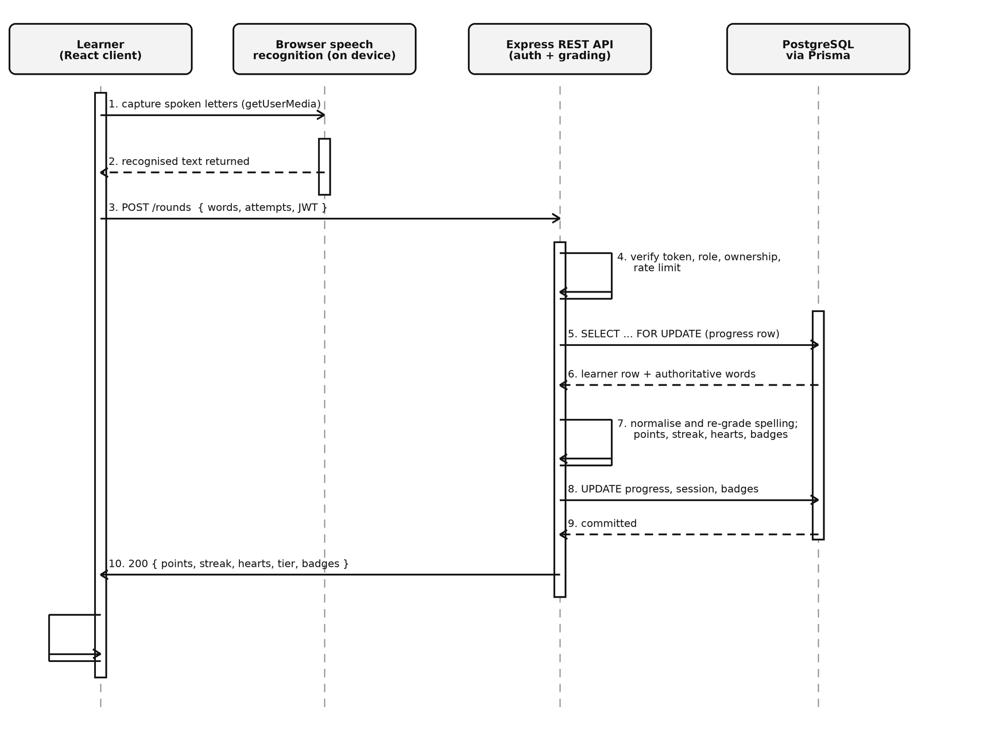 Learner
(React client)
Browser speech
recognition (on device)
Express REST API
(auth + grading)
PostgreSQL
via Prisma
1. capture spoken letters (getUserMedia)
2. recognised text returned
3. POST /rounds  { words, attempts, JWT }
4. verify token, role, ownership,
rate limit
5. SELECT ... FOR UPDATE (progress row)
6. learner row + authoritative words
7. normalise and re-grade spelling;
points, streak, hearts, badges
8. UPDATE progress, session, badges
9. committed
10. 200 { points, streak, hearts, tier, badges }